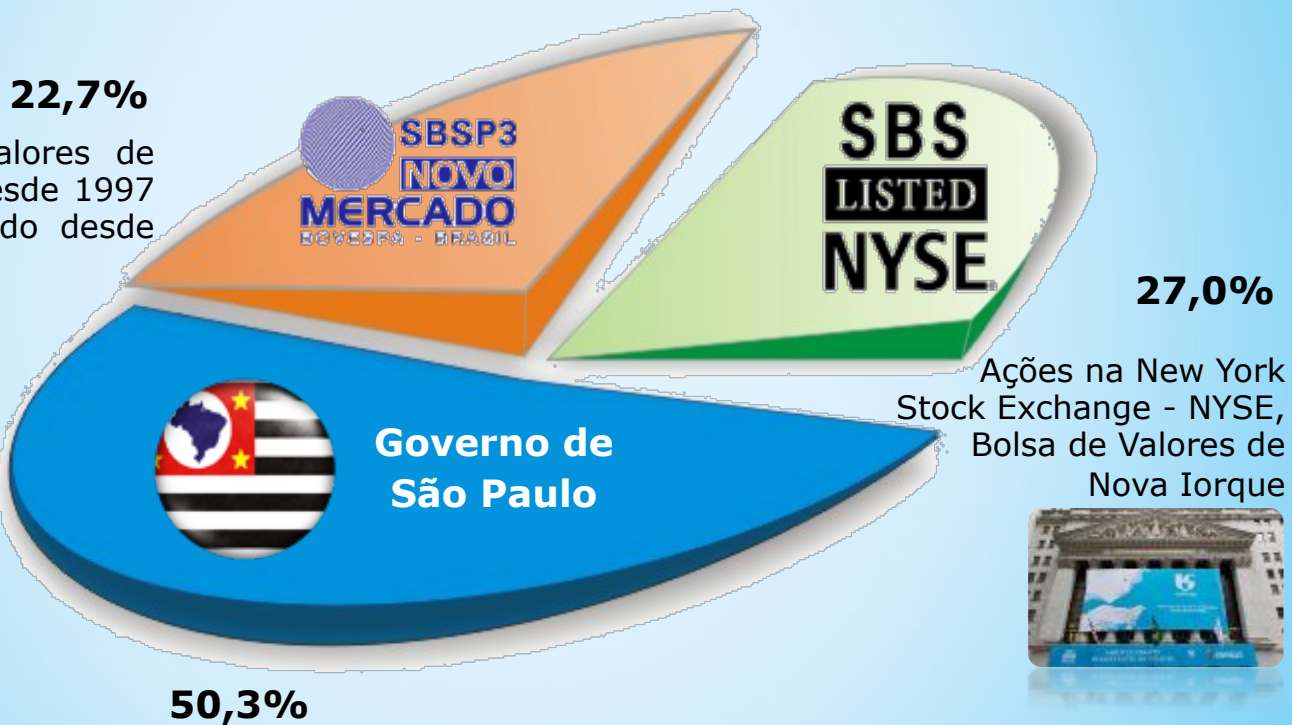 22,7%
alores de
esde 1997
do desde
SBSP3
NOVO
MERCADO
BOVESPA - BRASIL
SBS
LISTED
NYSE
27,0%
Ações na New York
Stock Exchange - NYSE,
Bolsa de Valores de
Nova Iorque
Governo de
São Paulo
50,3%